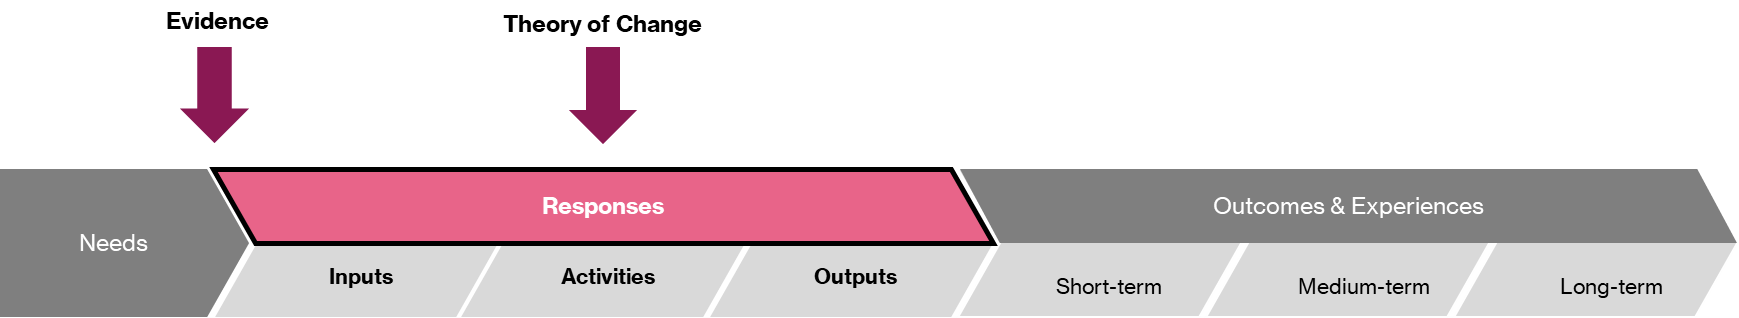 Evidence
Theory of Change
Needs
Responses
Outcomes & Experiences
Inputs
Activities
Outputs
Short-term
Medium-term
Long-term